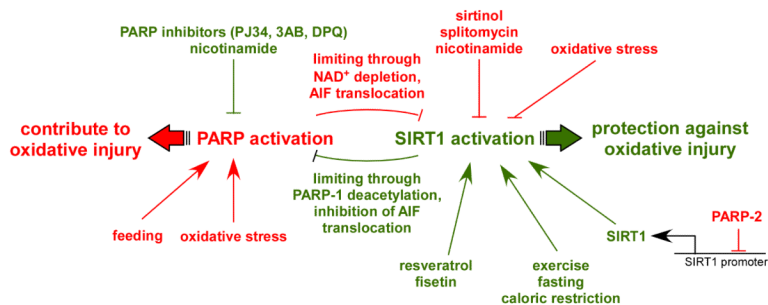 PARP inhibitors (PJ34, 3AB, DPQ)
nicotinamide
limiting through
NAD⁺ depletion,
AIF translocation
sirtinol
splitomycin
nicotinamide
oxidative stress
contribute to
oxidative injury
PARP activation
SIRT1 activation
protection against
oxidative injury
limiting through
PARP-1 deacetylation,
inhibition of AIF
translocation
feeding
oxidative stress
resveratrol
fisetin
exercise
fasting
caloric restriction
SIRT1
PARP-2
SIRT1 promoter